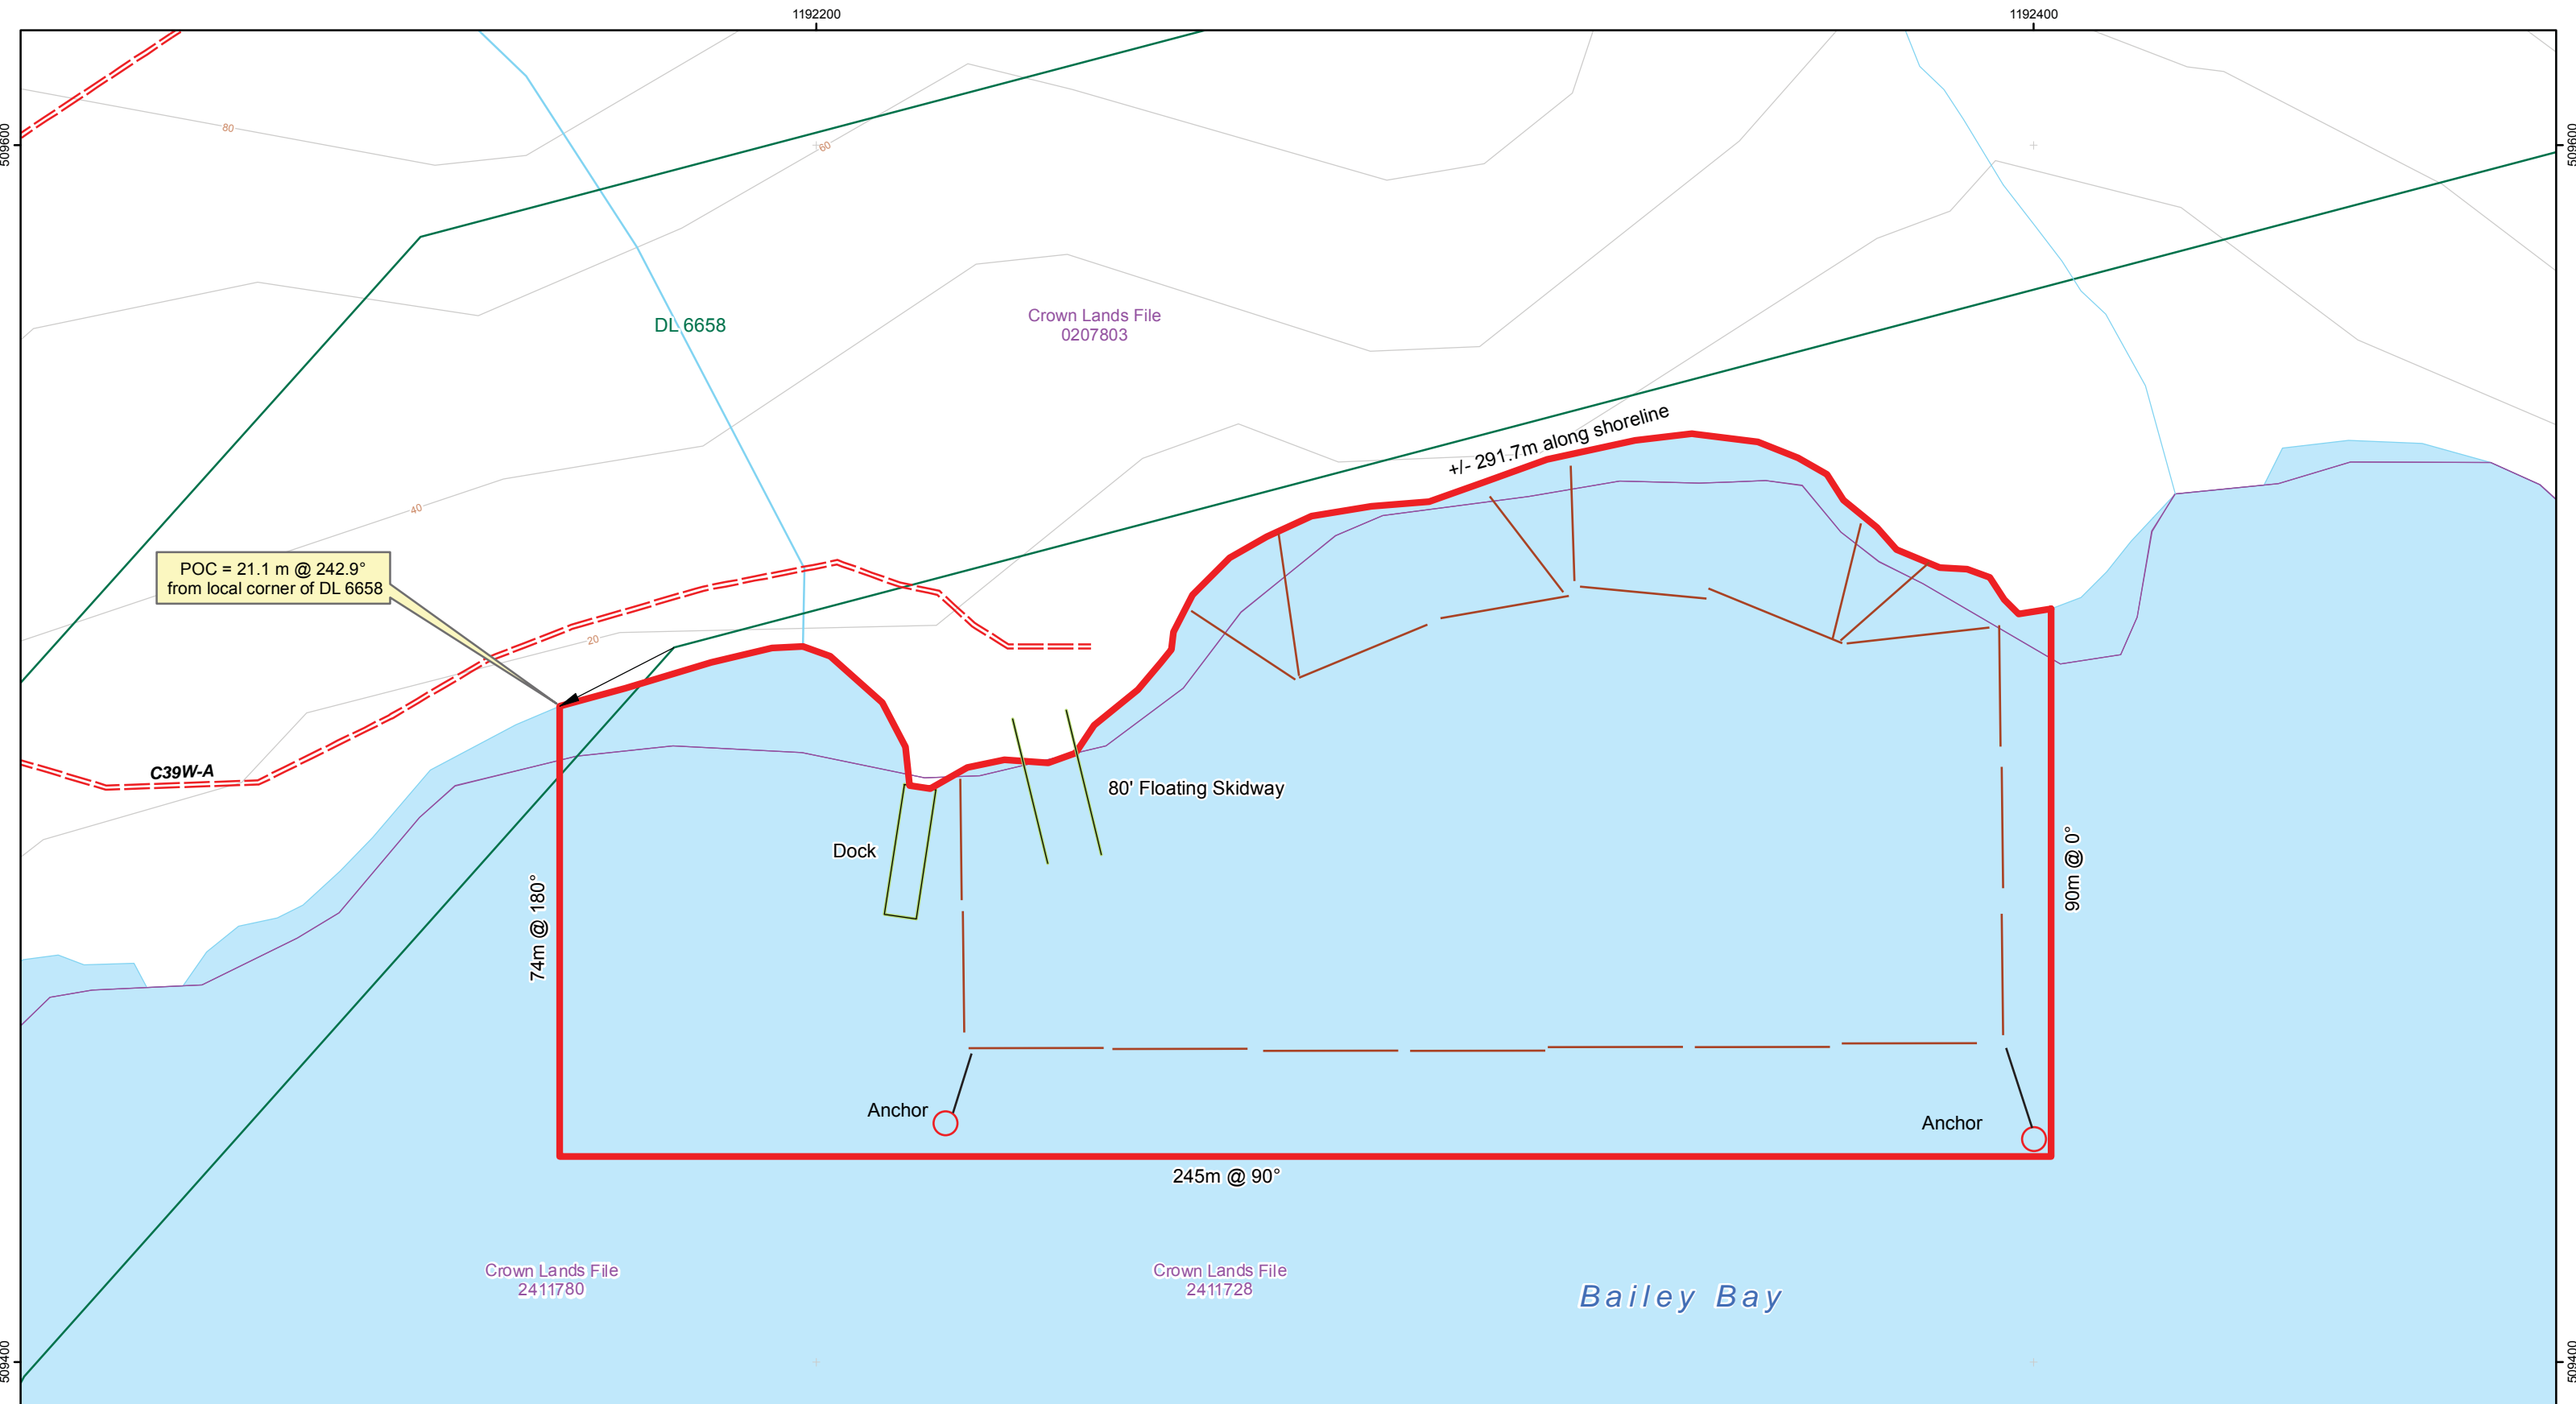 1192200
1192400
509600
509600
80
60
DL 6658
Crown Lands File
0207803
+/- 291.7m along shoreline
40
POC = 21.1 m @ 242.9°
from local corner of DL 6658
20
C39W-A
80' Floating Skidway
Dock
74m @ 180°
90m @ 0°
Anchor
Anchor
245m @ 90°
Crown Lands File
2411780
Crown Lands File
2411728
Bailey Bay
509400
509400